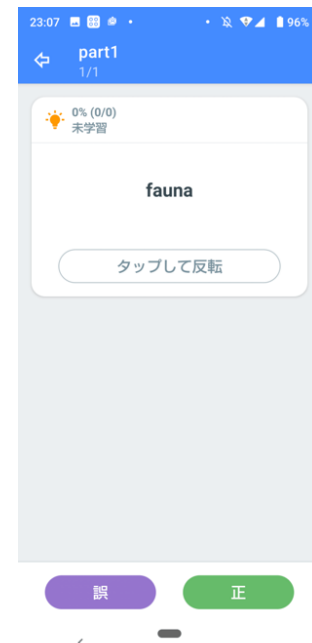 23:07
96%
part1
1/1
0% (0/0)
未学習
fauna
タップして反転
誤
正